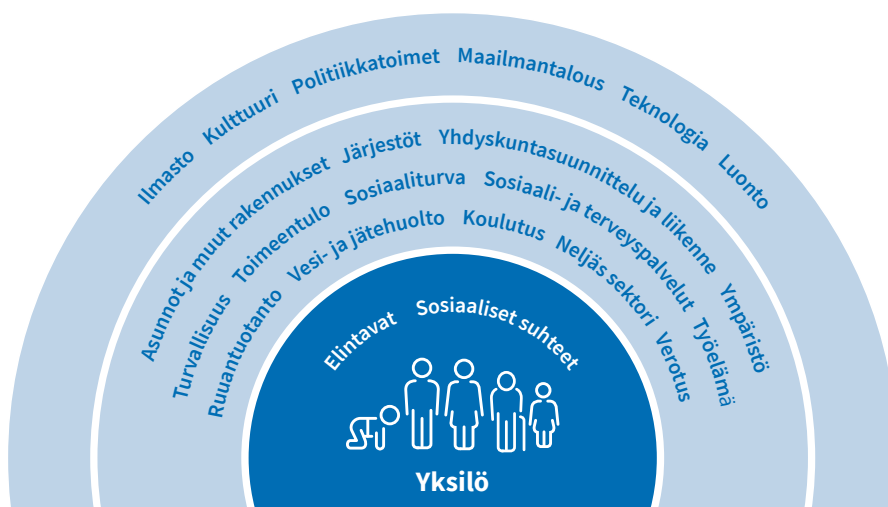 Ilmasto Kulttuuri Politiikkatoimet Maailmantalous Teknologia Luonto
Asunnot ja muut rakennukset Järjestöt Yhdyskuntasuunnittelu ja liikenne Ympäristö
Turvallisuus Toimeentulo Sosiaaliturva Sosiaali- ja terveyspalvelut Työelämä
Ruuantuotanto Vesi- ja jätehuolto Koulutus Neljäs sektori Verotus
Elintavat Sosiaaliset suhteet
Yksilö